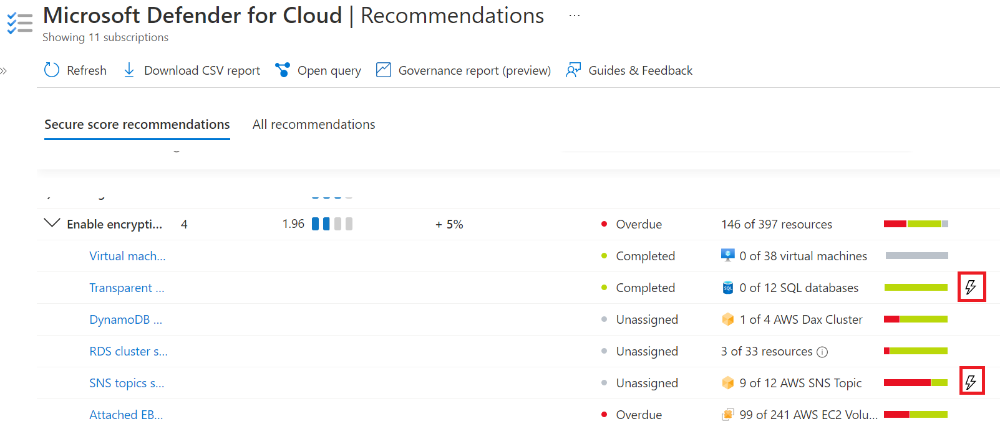 Microsoft Defender for Cloud | Recommendations ...
Showing 11 subscriptions
Refresh Download CSV report Open query Governance report (preview) Guides & Feedback
Secure score recommendations All recommendations
Enable encrypti... 4 1.96 + 5% Overdue 146 of 397 resources
Virtual mach... Completed 0 of 38 virtual machines
Transparent ... Completed SQL 0 of 12 SQL databases
DynamoDB ... Unassigned 1 of 4 AWS Dax Cluster
RDS cluster s... Unassigned 3 of 33 resources
SNS topics s... Unassigned 9 of 12 AWS SNS Topic
Attached EB... Overdue 99 of 241 AWS EC2 Volu...